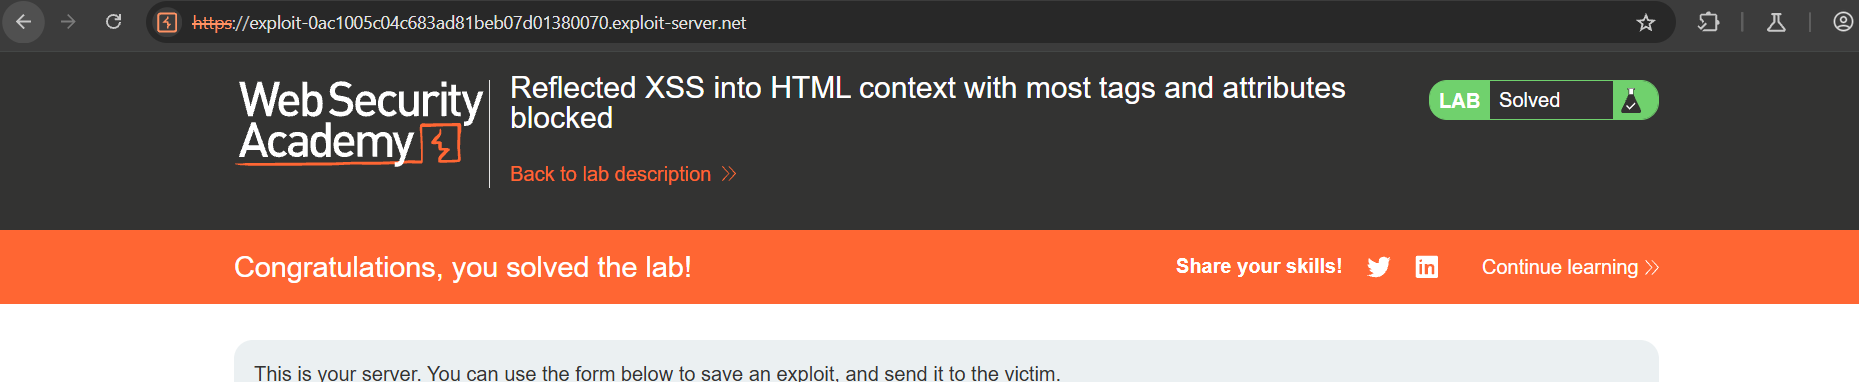 https://exploit-0ac1005c04c683ad81beb07d01380070.exploit-server.net
Web Security
Academy
Reflected XSS into HTML context with most tags and attributes
blocked
Back to lab description
LAB Solved
Congratulations, you solved the lab!
Share your skills!
Continue learning
This is your server. You can use the form below to save an exploit, and send it to the victim.